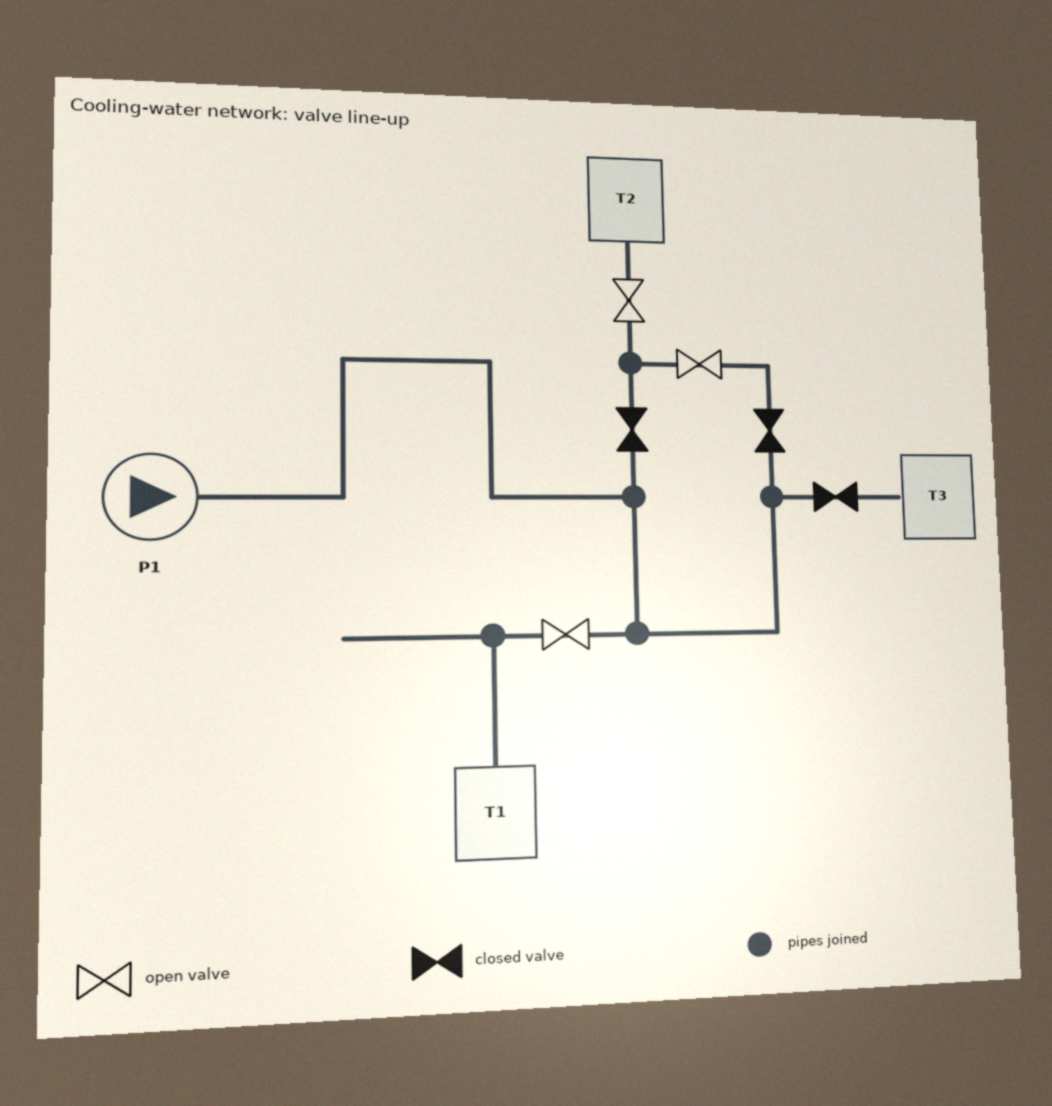 Cooling-water network: valve line-up
T2
T3
P1
T1
open valve
closed valve
pipes joined